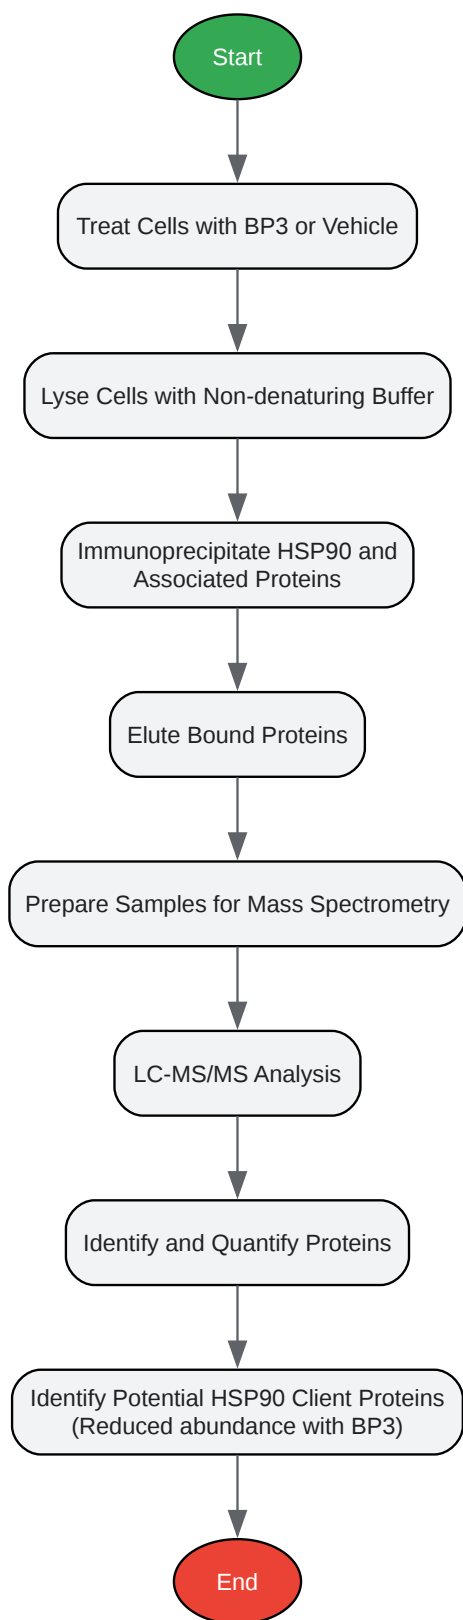 Start
Treat Cells with BP3 or Vehicle
Lyse Cells with Non-denaturing Buffer
Immunoprecipitate HSP90 and
Associated Proteins
Elute Bound Proteins
Prepare Samples for Mass Spectrometry
LC-MS/MS Analysis
Identify and Quantify Proteins
Identify Potential HSP90 Client Proteins
(Reduced abundance with BP3)
End